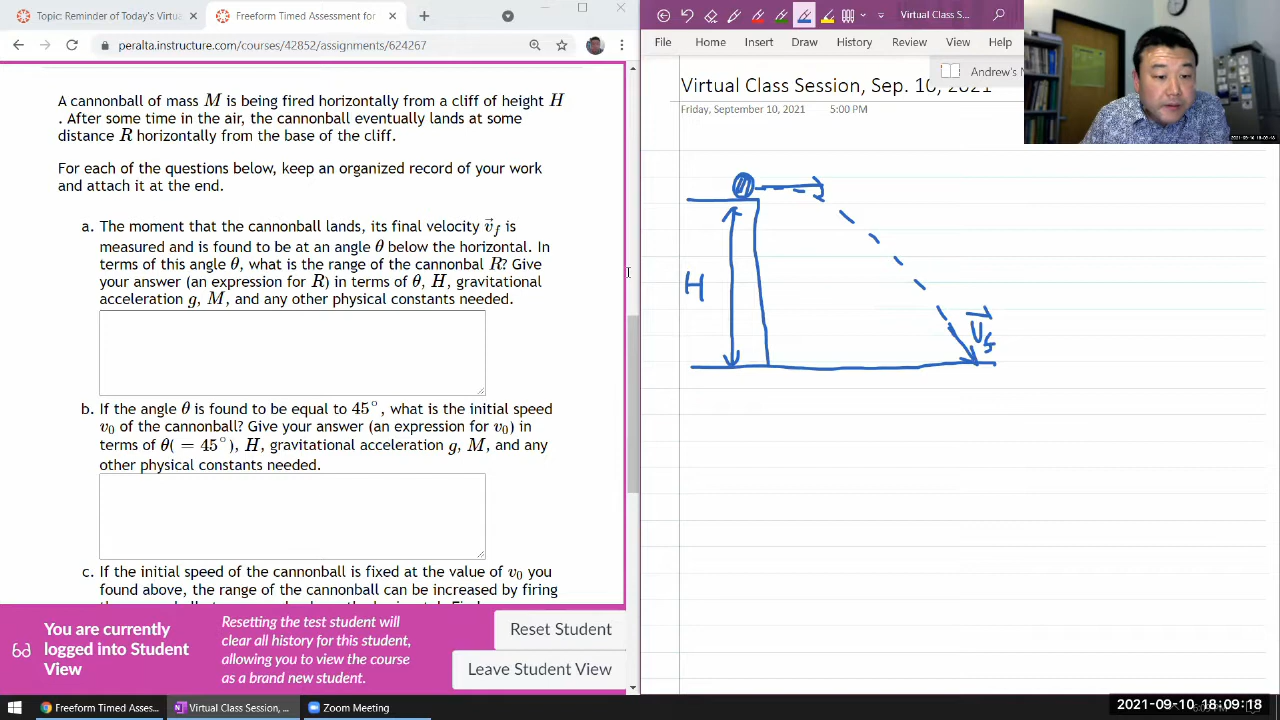 Topic Reminder of Today's Virtua
Freeform Timed Assessment for
peralta.instructure.com/courses/42852/assignments/624267
A cannonball of mass M is being fired horizontally from a cliff of height H
. After some time in the air, the cannonball eventually lands at some
distance R horizontally from the base of the cliff.
For each of the questions below, keep an organized record of your work
and attach it at the end.
a. The moment that the cannonball lands, its final velocity v⃗f is
measured and is found to be at an angle θ below the horizontal. In
terms of this angle θ, what is the range of the cannonbal R? Give
your answer (an expression for R) in terms of θ, H, gravitational
acceleration g, M, and any other physical constants needed.
b. If the angle θ is found to be equal to 45°, what is the initial speed
v0 of the cannonball? Give your answer (an expression for v0) in
terms of θ( = 45°), H, gravitational acceleration g, M, and any
other physical constants needed.
c. If the initial speed of the cannonball is fixed at the value of v0 you
found above, the range of the cannonball can be increased by firing
You are currently
logged into Student
View
Resetting the test student will
clear all history for this student,
allowing you to view the course
as a brand new student.
Reset Student
Leave Student View
Virtual Class S...
File Home Insert Draw History Review View Help
Andrew's N
Virtual Class Session, Sep. 10, 2021
Friday, September 10, 2021 5:00 PM
H
v⃗f
2021-09-10 18:09:18
Freeform Timed Asses...
Virtual Class Session, ...
Zoom Meeting
2021-09-10 18:09:18